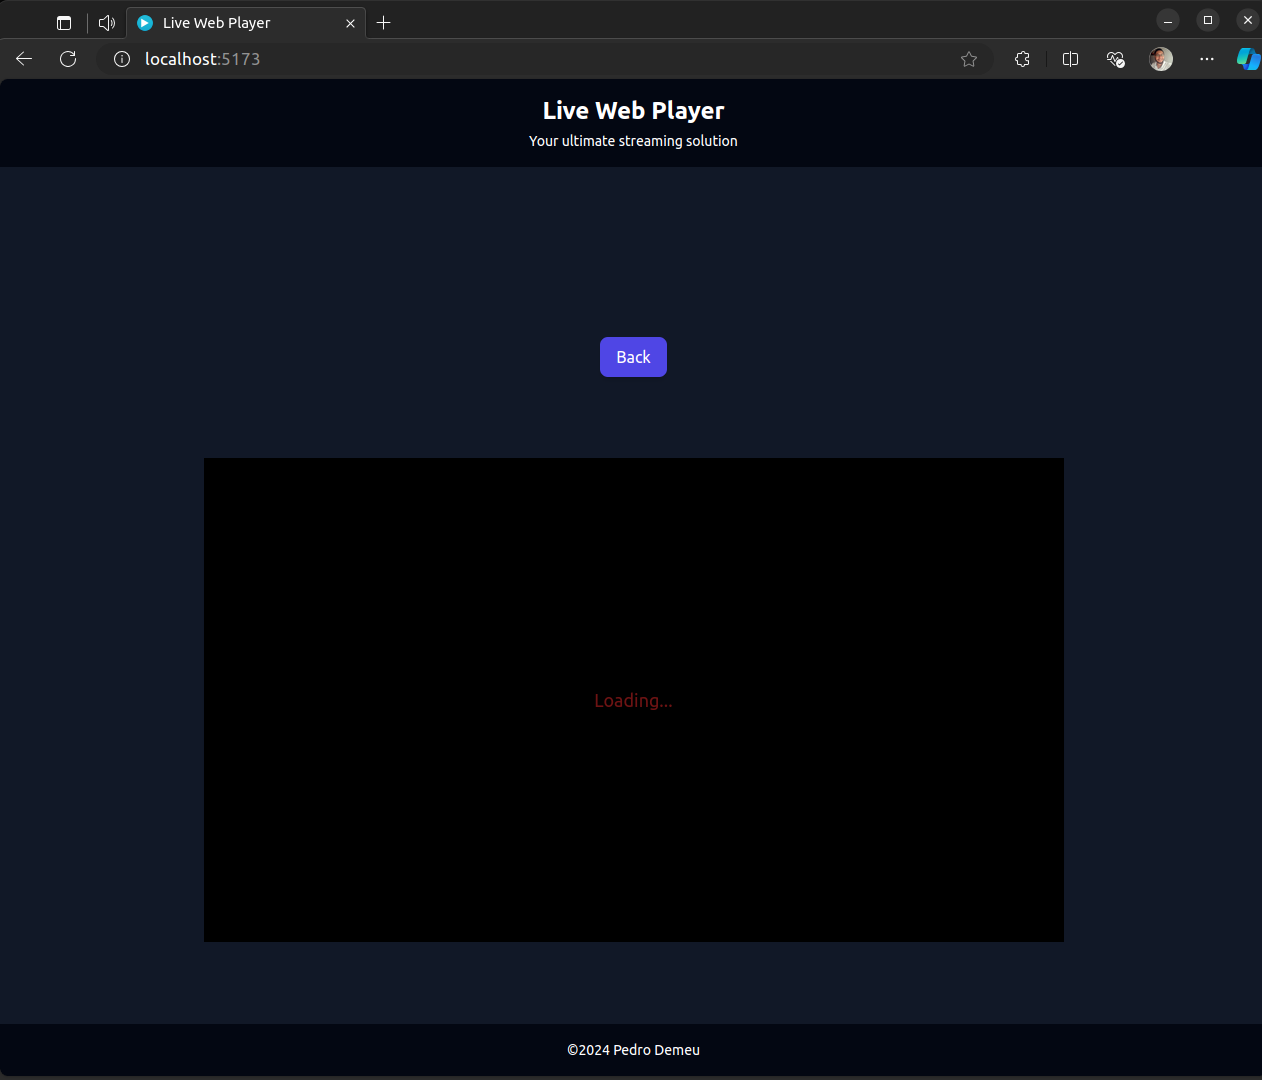 Live Web Player
localhost:5173
Live Web Player
Your ultimate streaming solution
Back
Loading...
©2024 Pedro Demeu